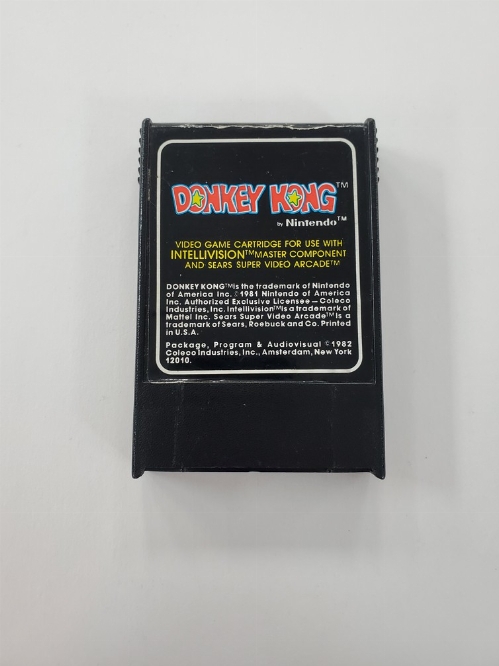 DONKEY KONG™
by Nintendo™
VIDEO GAME CARTRIDGE FOR USE WITH
INTELLIVISION™ MASTER COMPONENT
AND SEARS SUPER VIDEO ARCADE™
DONKEY KONG™ is the trademark of Nintendo
of America Inc. © 1981 Nintendo of America
Inc. Authorized Exclusive Licensee — Coleco
Industries, Inc. Intellivision™ is a trademark of
Mattel Inc. Sears Super Video Arcade™ is a
trademark of Sears, Roebuck and Co. Printed
in U.S.A.
Package, Program & Audiovisual © 1982
Coleco Industries, Inc., Amsterdam, New York
12010.